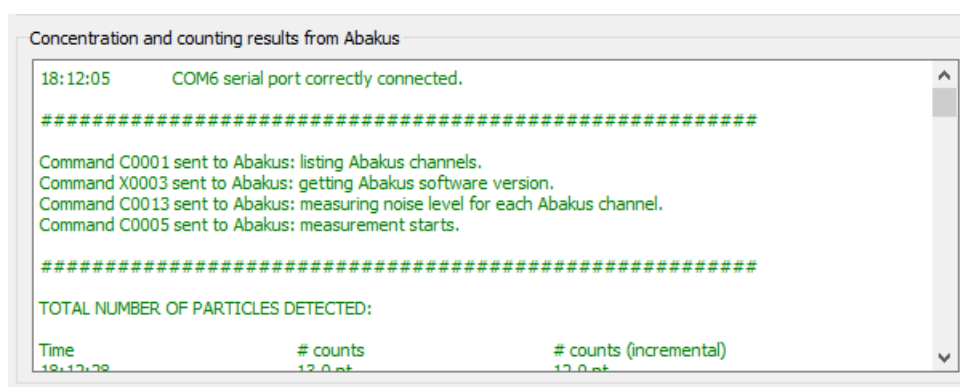 Concentration and counting results from Abakus
18:12:05 COM6 serial port correctly connected.
########################################################
Command C0001 sent to Abakus: listing Abakus channels.
Command X0003 sent to Abakus: getting Abakus software version.
Command C0013 sent to Abakus: measuring noise level for each Abakus channel.
Command C0005 sent to Abakus: measurement starts.
########################################################
TOTAL NUMBER OF PARTICLES DETECTED:
Time # counts # counts (incremental)
18:12:28